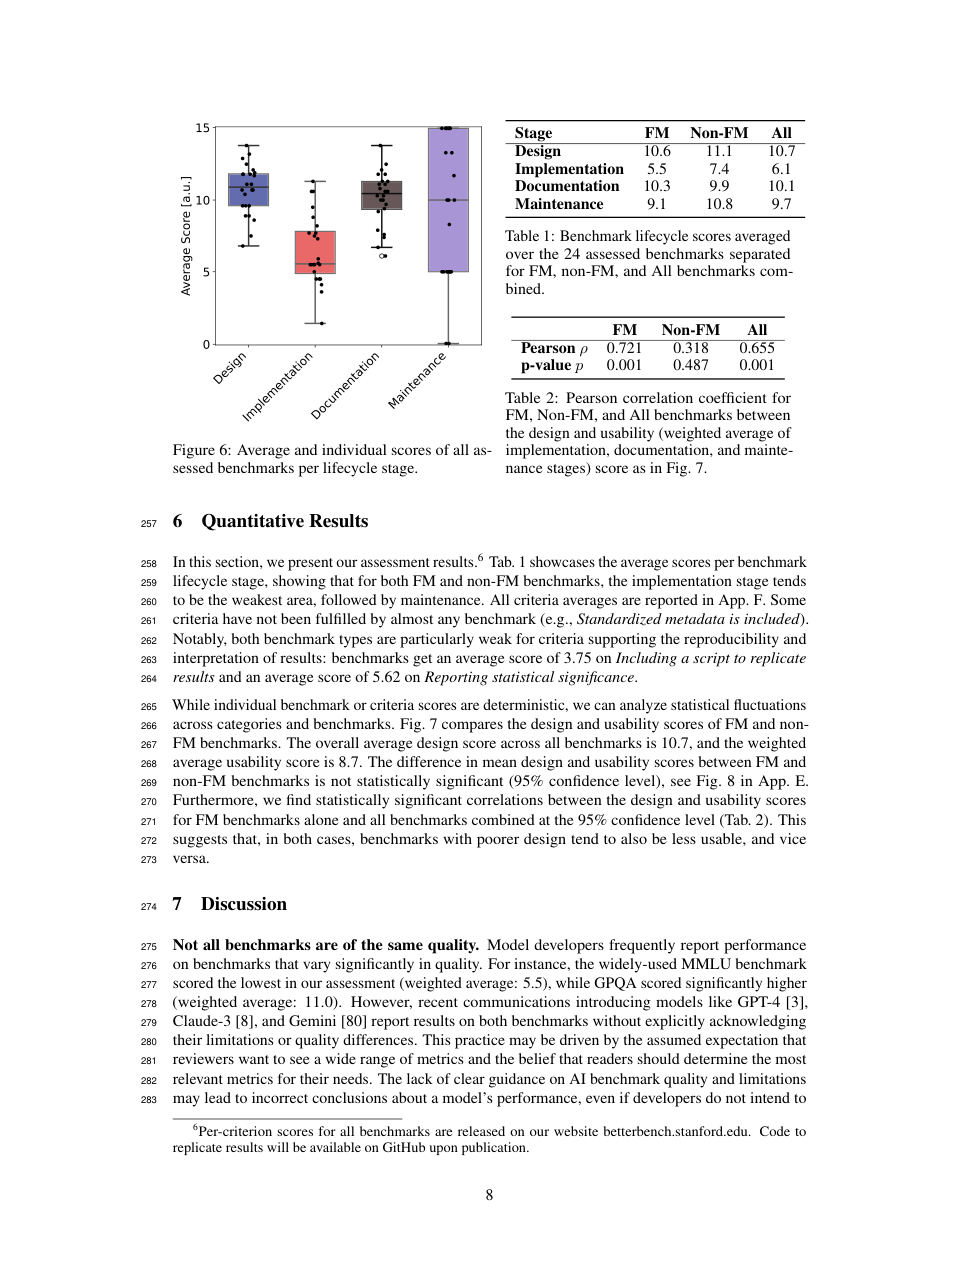 15
10
5
0
Average Score [a.u.]
Design
Implementation
Documentation
Maintenance
Figure 6: Average and individual scores of all as-
sessed benchmarks per lifecycle stage.
Stage FM Non-FM All
Design 10.6 11.1 10.7
Implementation 5.5 7.4 6.1
Documentation 10.3 9.9 10.1
Maintenance 9.1 10.8 9.7
Table 1: Benchmark lifecycle scores averaged
over the 24 assessed benchmarks separated
for FM, non-FM, and All benchmarks com-
bined.
FM Non-FM All
Pearson ρ 0.721 0.318 0.655
p-value p 0.001 0.487 0.001
Table 2: Pearson correlation coefficient for
FM, Non-FM, and All benchmarks between
the design and usability (weighted average of
implementation, documentation, and mainte-
nance stages) score as in Fig. 7.
257 6 Quantitative Results
258 In this section, we present our assessment results.6 Tab. 1 showcases the average scores per benchmark
259 lifecycle stage, showing that for both FM and non-FM benchmarks, the implementation stage tends
260 to be the weakest area, followed by maintenance. All criteria averages are reported in App. F. Some
261 criteria have not been fulfilled by almost any benchmark (e.g., Standardized metadata is included).
262 Notably, both benchmark types are particularly weak for criteria supporting the reproducibility and
263 interpretation of results: benchmarks get an average score of 3.75 on Including a script to replicate
264 results and an average score of 5.62 on Reporting statistical significance.
265 While individual benchmark or criteria scores are deterministic, we can analyze statistical fluctuations
266 across categories and benchmarks. Fig. 7 compares the design and usability scores of FM and non-
267 FM benchmarks. The overall average design score across all benchmarks is 10.7, and the weighted
268 average usability score is 8.7. The difference in mean design and usability scores between FM and
269 non-FM benchmarks is not statistically significant (95% confidence level), see Fig. 8 in App. E.
270 Furthermore, we find statistically significant correlations between the design and usability scores
271 for FM benchmarks alone and all benchmarks combined at the 95% confidence level (Tab. 2). This
272 suggests that, in both cases, benchmarks with poorer design tend to also be less usable, and vice
273 versa.
274 7 Discussion
275 Not all benchmarks are of the same quality. Model developers frequently report performance
276 on benchmarks that vary significantly in quality. For instance, the widely-used MMLU benchmark
277 scored the lowest in our assessment (weighted average: 5.5), while GPQA scored significantly higher
278 (weighted average: 11.0). However, recent communications introducing models like GPT-4 [3],
279 Claude-3 [8], and Gemini [80] report results on both benchmarks without explicitly acknowledging
280 their limitations or quality differences. This practice may be driven by the assumed expectation that
281 reviewers want to see a wide range of metrics and the belief that readers should determine the most
282 relevant metrics for their needs. The lack of clear guidance on AI benchmark quality and limitations
283 may lead to incorrect conclusions about a model's performance, even if developers do not intend to
6Per-criterion scores for all benchmarks are released on our website betterbench.stanford.edu. Code to
replicate results will be available on GitHub upon publication.
8